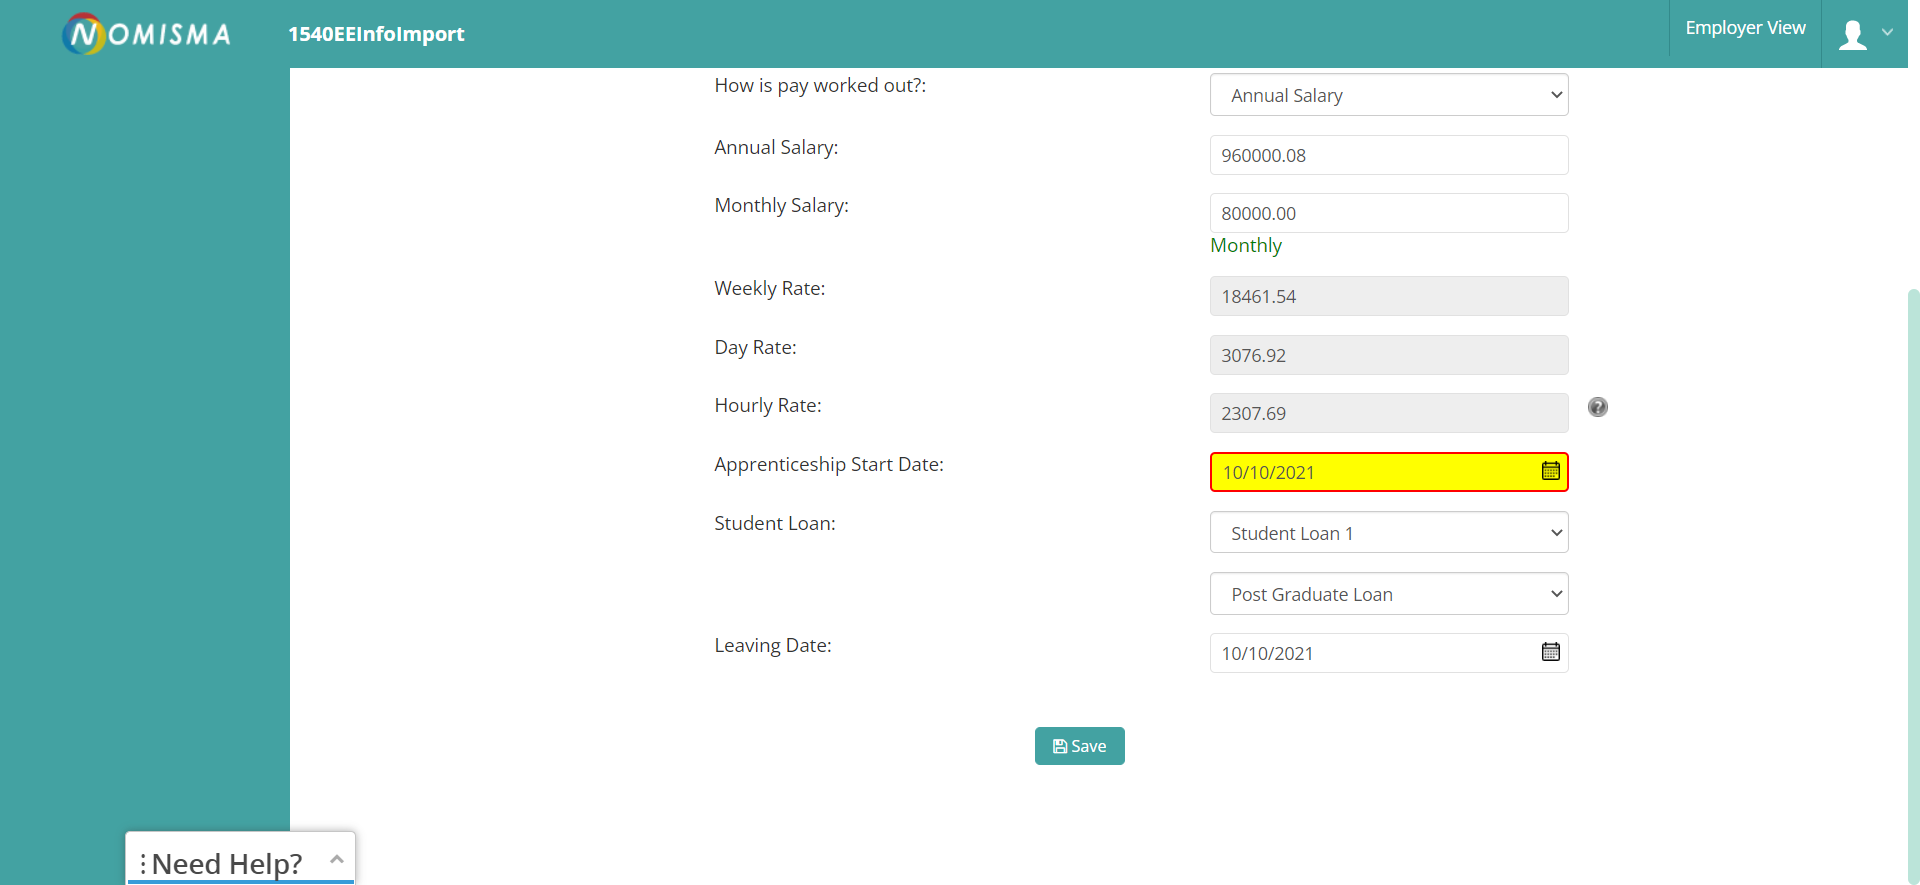 NOMISMA
1540EEInfoImport
Employer View
How is pay worked out?:
Annual Salary
Annual Salary:
960000.08
Monthly Salary:
80000.00
Monthly
Weekly Rate:
18461.54
Day Rate:
3076.92
Hourly Rate:
2307.69
?
Apprenticeship Start Date:
10/10/2021
Student Loan:
Student Loan 1
Post Graduate Loan
Leaving Date:
10/10/2021
Save
Need Help?